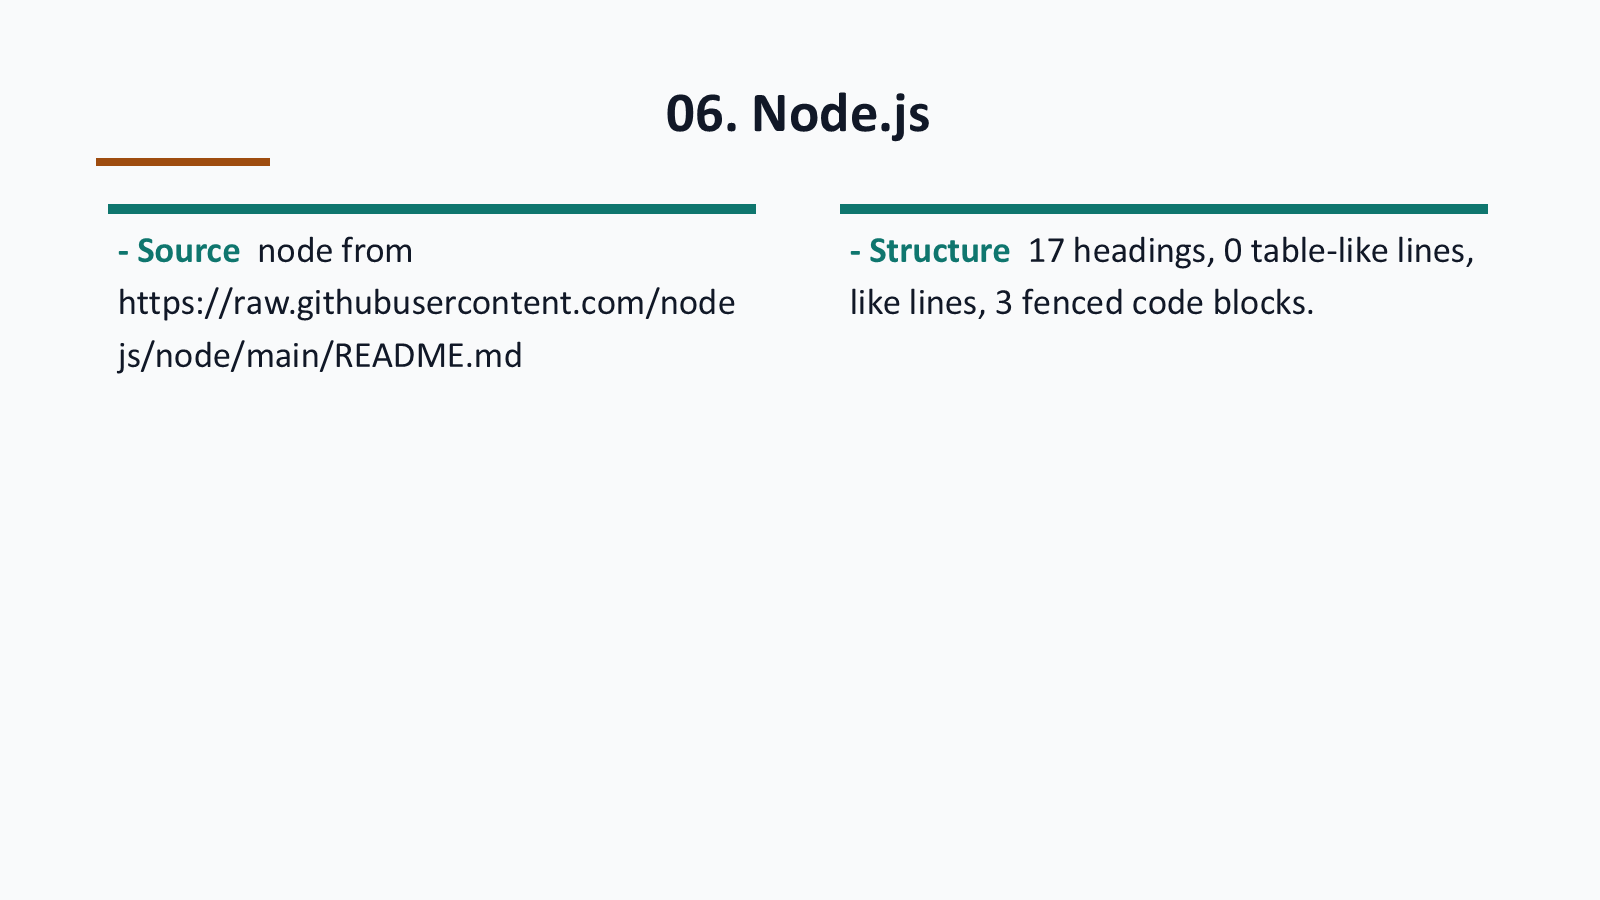 06. Node.js
- Source node from
https://raw.githubusercontent.com/node
js/node/main/README.md
- Structure 17 headings, 0 table-like lines,
like lines, 3 fenced code blocks.